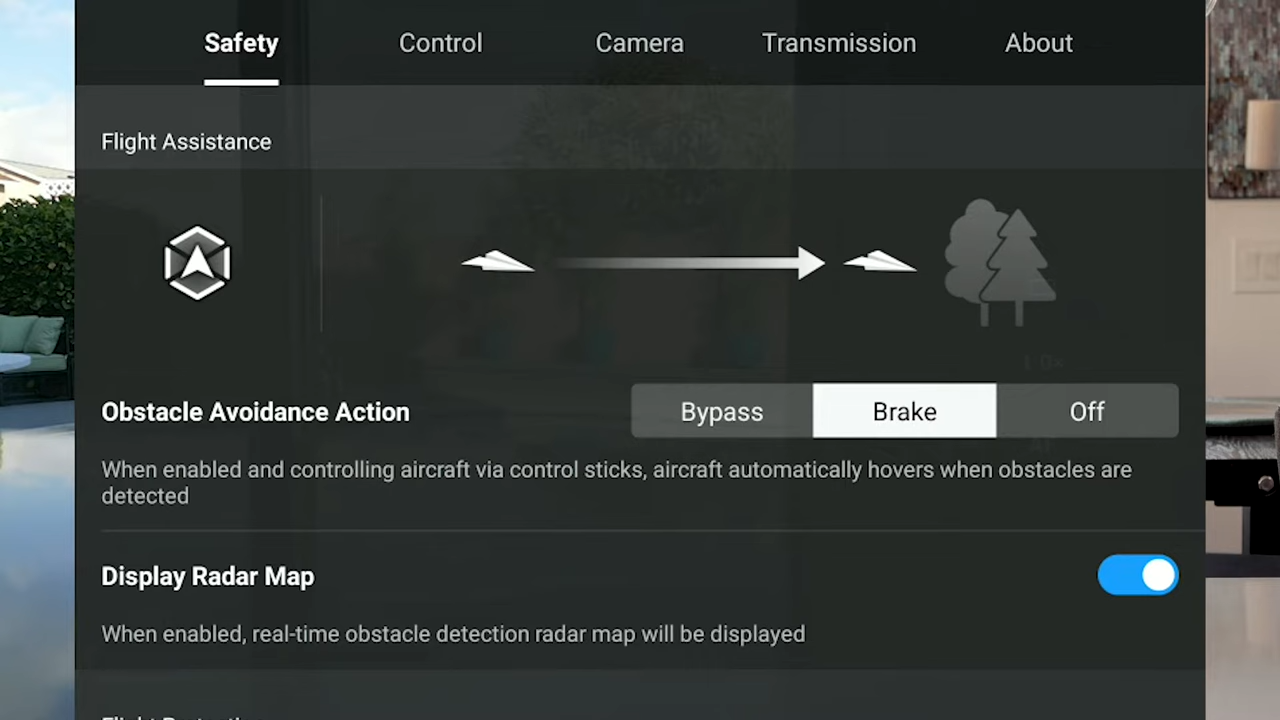 Safety Control Camera Transmission About
Flight Assistance
Obstacle Avoidance Action Bypass Brake Off
When enabled and controlling aircraft via control sticks, aircraft automatically hovers when obstacles are
detected
Display Radar Map
When enabled, real-time obstacle detection radar map will be displayed